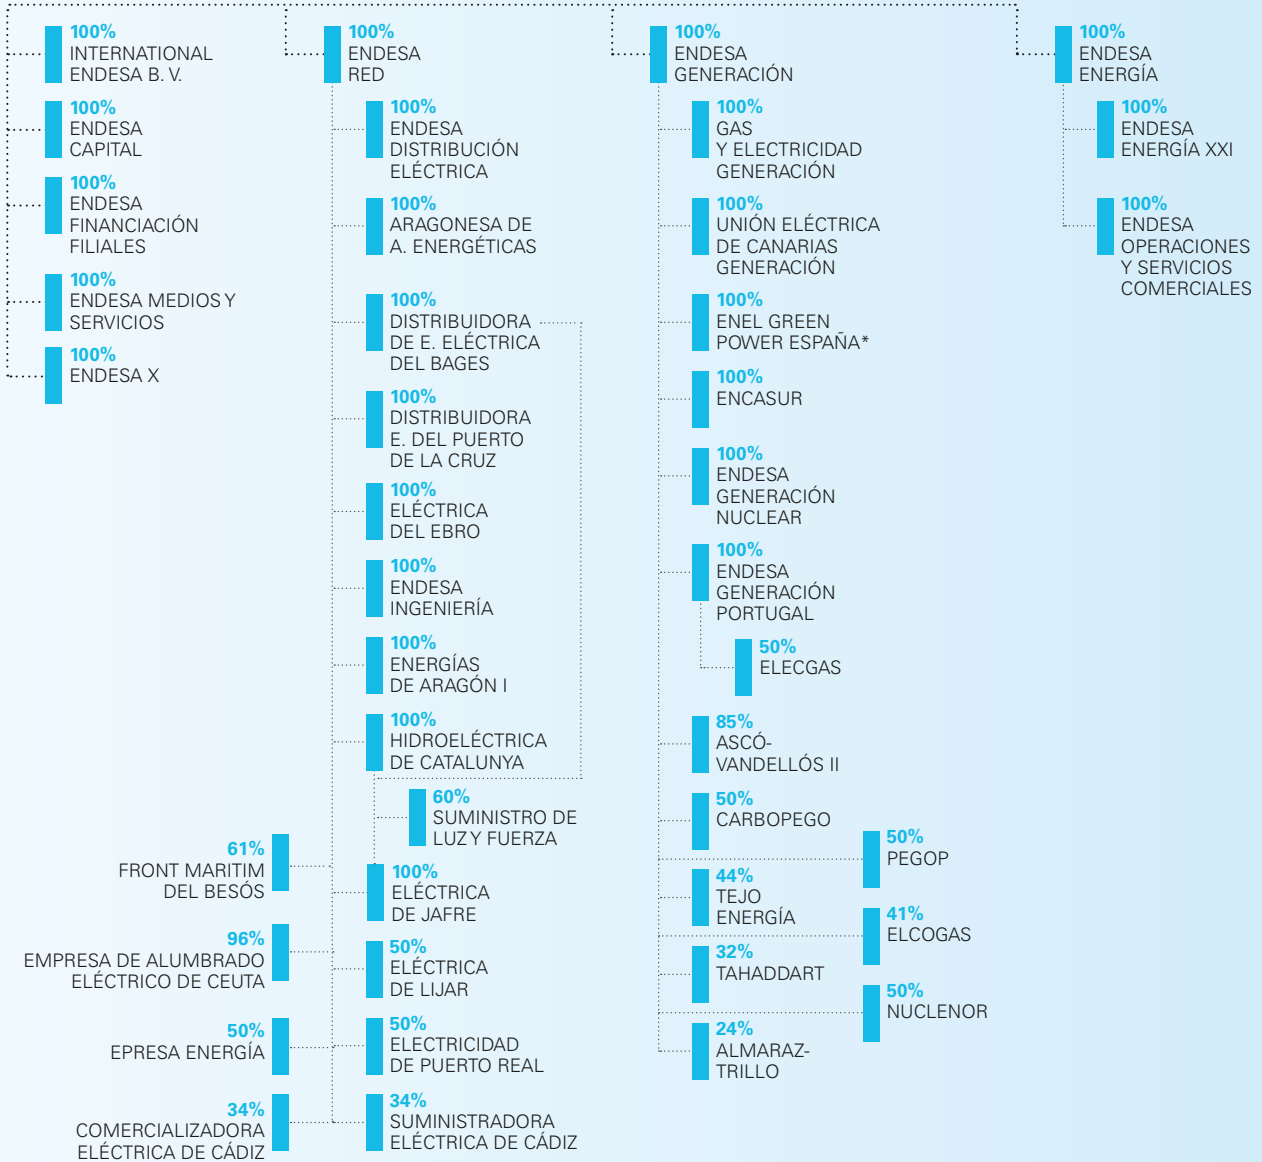 100%
INTERNATIONAL
ENDESA B. V.
100%
ENDESA
CAPITAL
100%
ENDESA
FINANCIACIÓN
FILIALES
100%
ENDESA MEDIOS Y
SERVICIOS
100%
ENDESA X
100%
ENDESA
RED
100%
ENDESA
DISTRIBUCIÓN
ELÉCTRICA
100%
ARAGONESA DE
A. ENERGÉTICAS
100%
DISTRIBUIDORA
DE E. ELÉCTRICA
DEL BAGES
100%
DISTRIBUIDORA
E. DEL PUERTO
DE LA CRUZ
100%
ELÉCTRICA
DEL EBRO
100%
ENDESA
INGENIERÍA
100%
ENERGÍAS
DE ARAGÓN I
100%
HIDROELÉCTRICA
DE CATALUNYA
60%
SUMINISTRO DE
LUZ Y FUERZA
100%
ELÉCTRICA
DE JAFRE
50%
ELÉCTRICA
DE LIJAR
50%
ELECTRICIDAD
DE PUERTO REAL
34%
SUMINISTRADORA
ELÉCTRICA DE CÁDIZ
61%
FRONT MARITIM
DEL BESÓS
96%
EMPRESA DE ALUMBRADO
ELÉCTRICO DE CEUTA
50%
EPRESA ENERGÍA
34%
COMERCIALIZADORA
ELÉCTRICA DE CÁDIZ
100%
ENDESA
GENERACIÓN
100%
GAS
Y ELECTRICIDAD
GENERACIÓN
100%
UNIÓN ELÉCTRICA
DE CANARIAS
GENERACIÓN
100%
ENEL GREEN
POWER ESPAÑA*
100%
ENCASUR
100%
ENDESA
GENERACIÓN
NUCLEAR
100%
ENDESA
GENERACIÓN
PORTUGAL
50%
ELECGAS
85%
ASCÓ-
VANDELLÓS II
50%
CARBOPEGO
50%
PEGOP
44%
TEJO
ENERGÍA
41%
ELCOGAS
32%
TAHADDART
50%
NUCLENOR
24%
ALMARAZ-
TRILLO
100%
ENDESA
ENERGÍA
100%
ENDESA
ENERGÍA XXI
100%
ENDESA
OPERACIONES
Y SERVICIOS
COMERCIALES